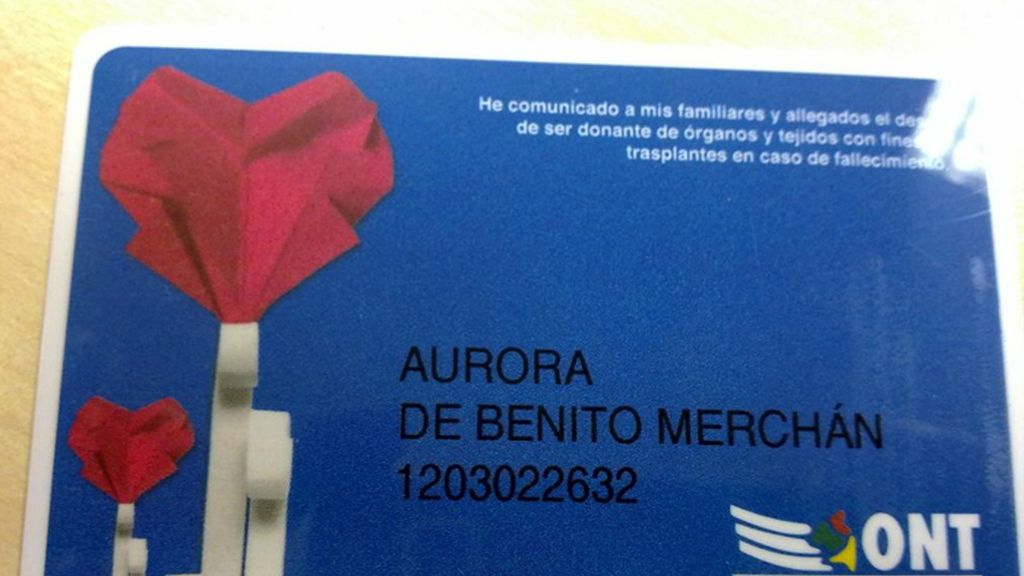 He comunicado a mis familiares y allegados el
de ser donante de órganos y tejidos con
trasplantes en caso de fallecimiento
AURORA
DE BENITO MERCHÁN
1203022632
ONT